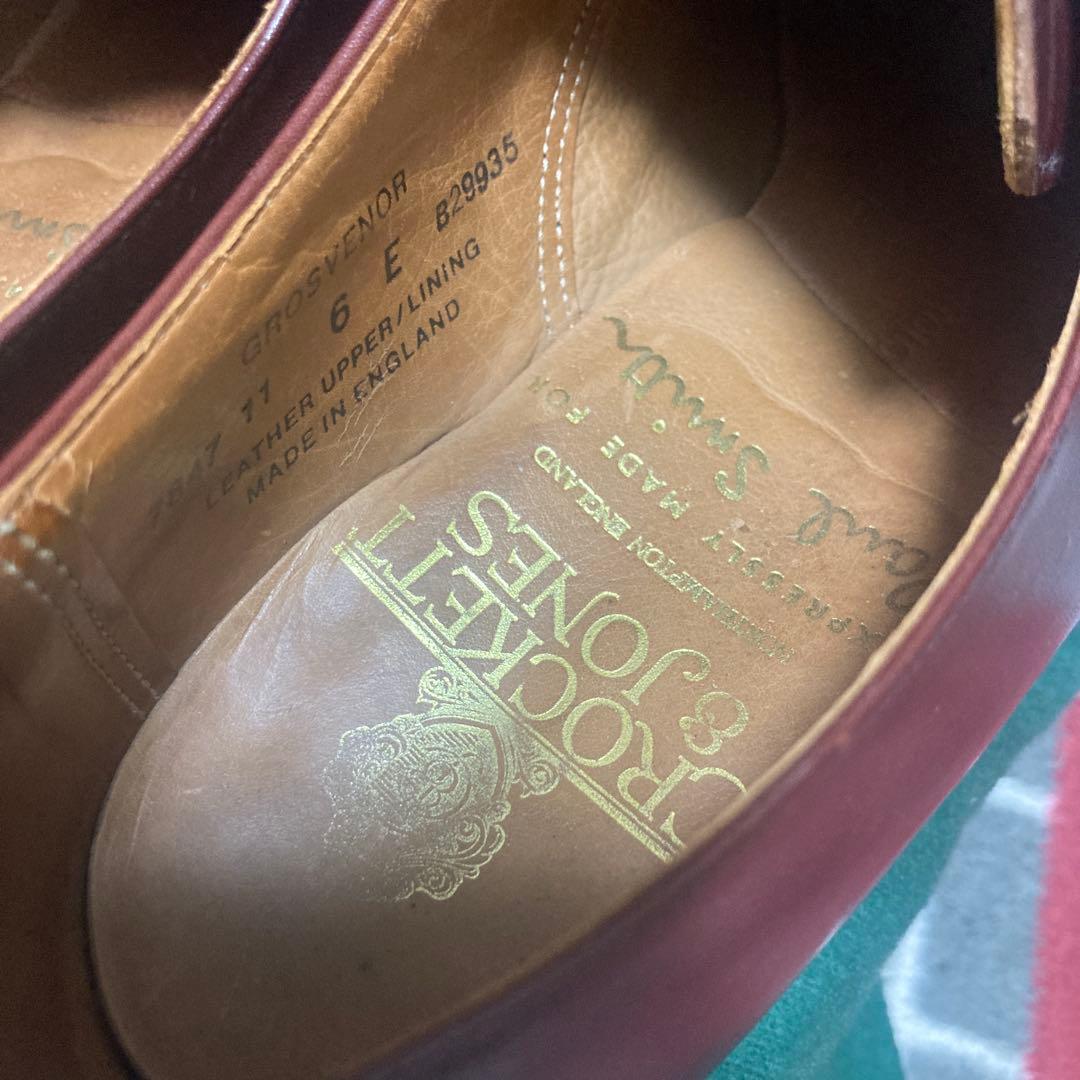 GROSVENOR
6 E B29935
7847 11
LEATHER UPPER/LINING
MADE IN ENGLAND
CROCKETT
& JONES
NORTHAMPTON ENGLAND
EXPRESSLY MADE FOR
Paul Smith